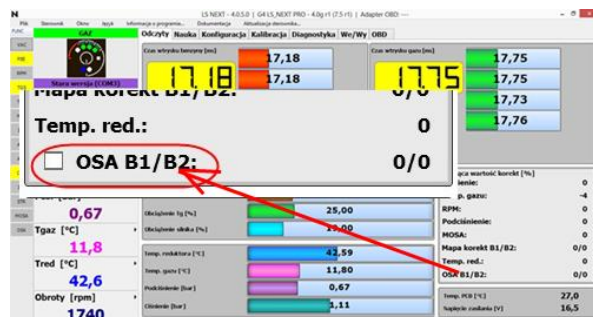 LS NEXT - 4.0.5.0 | G4 LS_NEXT PRO - 4.0g r1 (7.5 r1) | Adapter OBD: ---
Plik Sterownik Okno Język Informacje o programie... Dokumentacja Aktualizacja sterownika...
GAZ
Odczyty Nauka Konfiguracja Kalibracja Diagnostyka We/Wy OBD
Czas wtrysku benzyny [ms]
Czas wtrysku gazu [ms]
17,18
17,18
17,18
17,75
17,75
17,75
17,73
17,76
Stara wersja (COM3)
Mapa korekt B1/B2: 0/0
Temp. red.: 0
OSA B1/B2: 0/0
0,67
Tgaz [°C]
11,8
Tred [°C]
42,6
Obroty [rpm]
1740
Obciążenie tg [%] 25,00
Obciążenie silnika [%]
Temp. reduktora [°C] 42,59
Temp. gazu [°C] 11,80
Podciśnienie [bar] 0,67
Ciśnienie [bar] 1,11
wartość korekt [%]
0
p. gazu: -4
RPM: 0
Podciśnienie: 0
MOSA: 0
Mapa korekt B1/B2: 0/0
Temp. red.: 0
OSA B1/B2: 0/0
Temp. PCB [°C] 27,0
Napięcie zasilania [V] 16,5